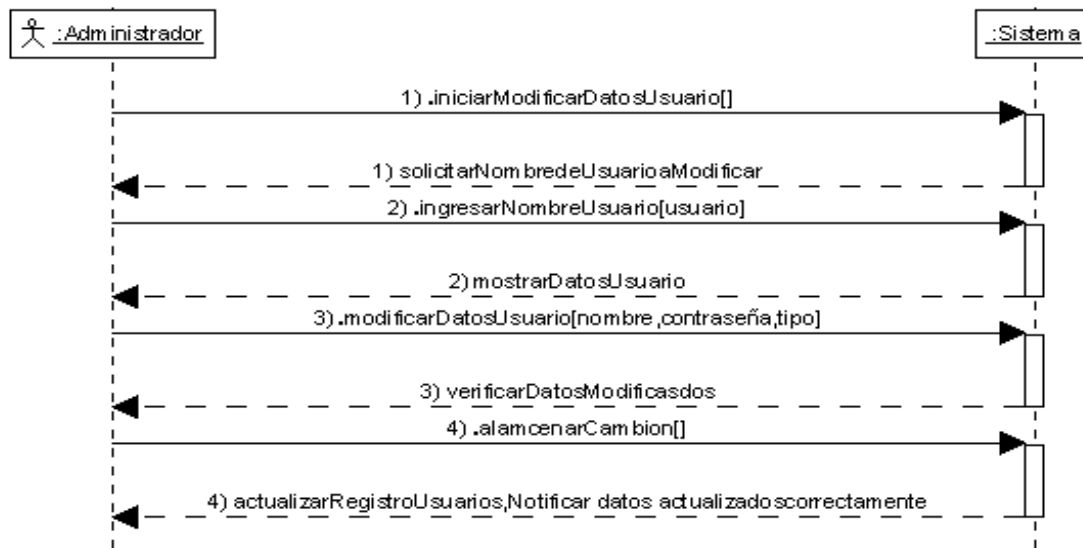 :Administrador
:Sistema
1) .iniciarModificarDatosUsuario[]
1) solicitarNombredeUsuarioaModificar
2) .ingresarNombreUsuario[usuario]
2) mostrarDatosUsuario
3) .modificarDatosUsuario[nombre,contraseña,tipo]
3) verificarDatosModificasdos
4) .alamcenarCambion[]
4) actualizarRegistroUsuarios,Notificar datos actualizadoscorrectamente